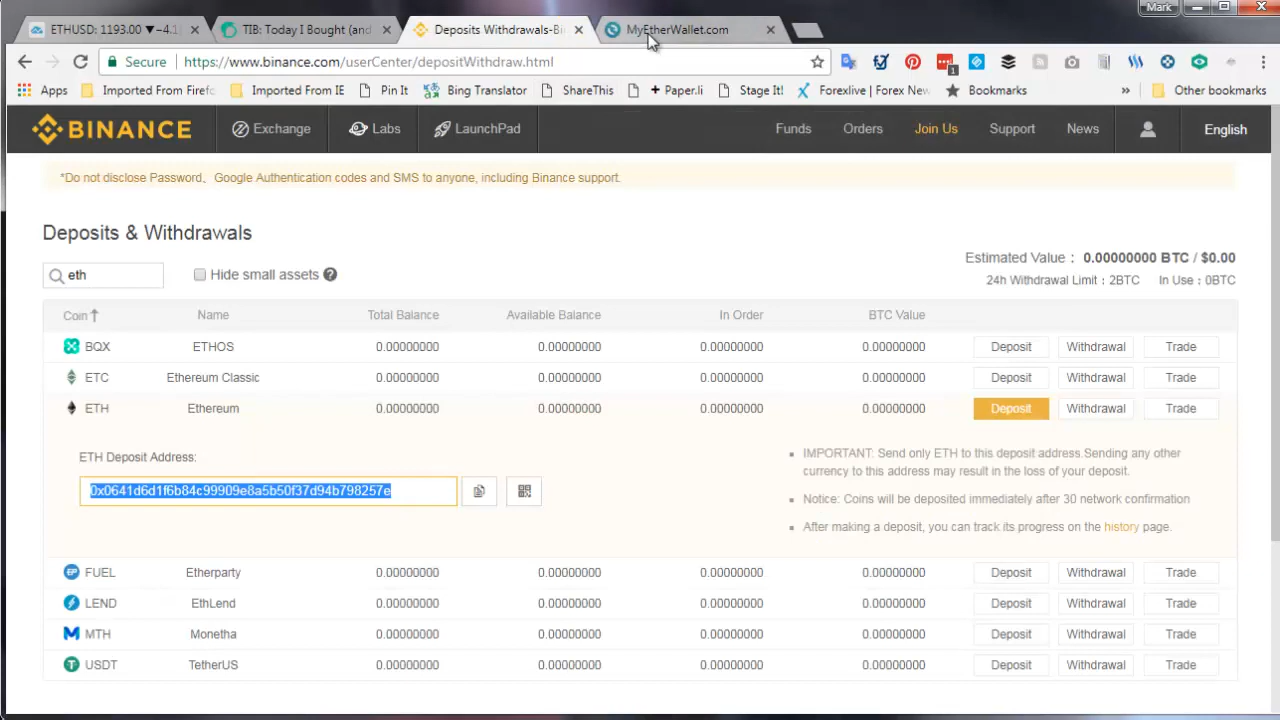 Mark
ETHUSD: 1193.00 ▼−4.1
TIB: Today I Bought (and
Deposits Withdrawals-Bi
MyEtherWallet.com
Secure
https://www.binance.com/userCenter/depositWithdraw.html
1
Apps
Imported From Firefo
Imported From IE
Pin It
Bing Translator
ShareThis
+ Paper.li
Stage It!
Forexlive | Forex New
Bookmarks
»
Other bookmarks
BINANCE
Exchange
Labs
LaunchPad
Funds
Orders
Join Us
Support
News
English
*Do not disclose Password、Google Authentication codes and SMS to anyone, including Binance support.
Deposits & Withdrawals
Estimated Value： 0.00000000 BTC / $0.00
eth
Hide small assets ?
24h Withdrawal Limit：2BTC In Use：0BTC
Coin Name Total Balance Available Balance In Order BTC Value
BQX ETHOS 0.00000000 0.00000000 0.00000000 0.00000000 Deposit Withdrawal Trade
ETC Ethereum Classic 0.00000000 0.00000000 0.00000000 0.00000000 Deposit Withdrawal Trade
ETH Ethereum 0.00000000 0.00000000 0.00000000 0.00000000 Deposit Withdrawal Trade
ETH Deposit Address:
0x0641d6d1f6b84c99909e8a5b50f37d94b798257e
IMPORTANT: Send only ETH to this deposit address.Sending any other
currency to this address may result in the loss of your deposit.
Notice: Coins will be deposited immediately after 30 network confirmation
After making a deposit, you can track its progress on the history page.
FUEL Etherparty 0.00000000 0.00000000 0.00000000 0.00000000 Deposit Withdrawal Trade
LEND EthLend 0.00000000 0.00000000 0.00000000 0.00000000 Deposit Withdrawal Trade
MTH Monetha 0.00000000 0.00000000 0.00000000 0.00000000 Deposit Withdrawal Trade
USDT TetherUS 0.00000000 0.00000000 0.00000000 0.00000000 Deposit Withdrawal Trade